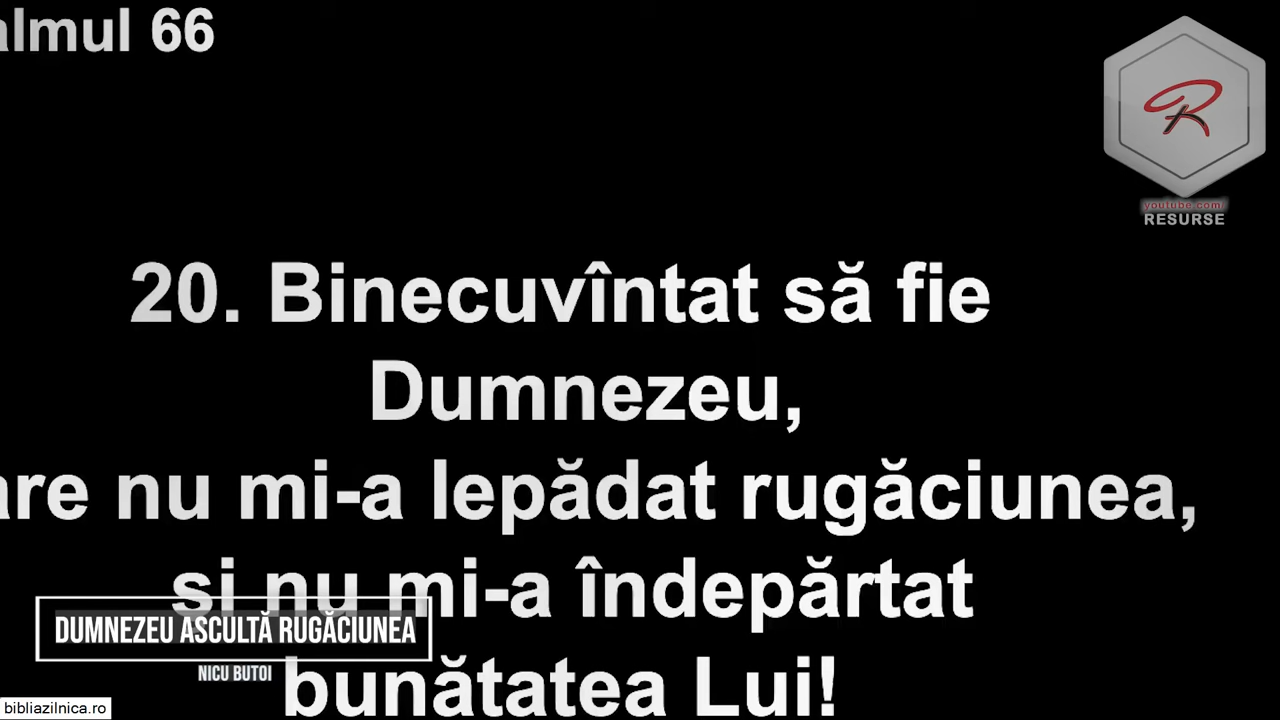 almul 66
youtube.com/
RESURSE
20. Binecuvîntat să fie
Dumnezeu,
are nu mi-a lepădat rugăciunea,
şi nu mi-a îndepărtat
bunătatea Lui!
DUMNEZEU ASCULTĂ RUGĂCIUNEA
NICU BUTOI
bibliazilnica.ro